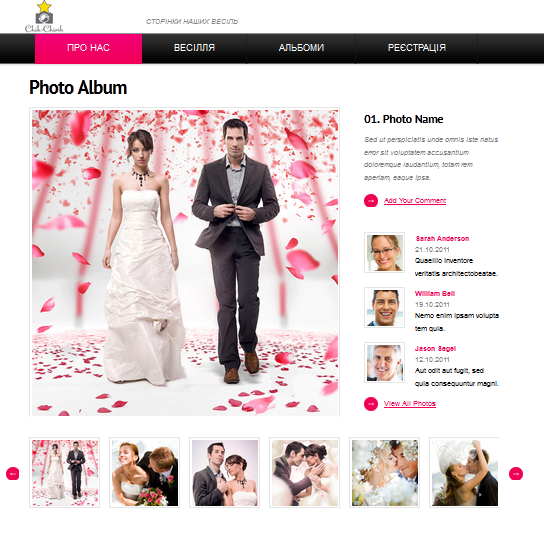 Chik-Chirik
СТОРІНКИ НАШИХ ВЕСІЛЬ
ПРО НАС
ВЕСІЛЛЯ
АЛЬБОМИ
РЕЄСТРАЦІЯ
Photo Album
01. Photo Name
Sed ut perspiciatis unde omnis iste natus
error sit voluptatem accusantium
doloremque laudantium, totam rem
aperiam, eaque ipsa.
Add Your Comment
Sarah Anderson
21.10.2011
Quaeillo inventore
veritatis architectobeatae.
William Bell
19.10.2011
Nemo enim ipsam volupta
tem quia.
Jason Segel
12.10.2011
Aut odit aut fugit, sed
quia consequuntur magni.
View All Photos